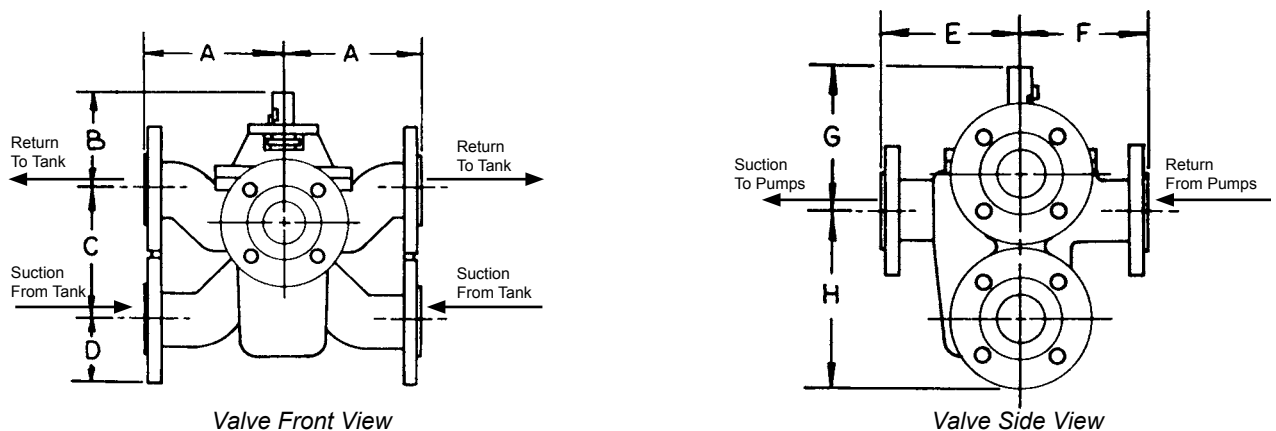 A A
B
Return
To Tank
Return
To Tank
C
Suction
From Tank
Suction
From Tank
D
Valve Front View
E F
G
Suction
To Pumps
Return
From Pumps
H
Valve Side View